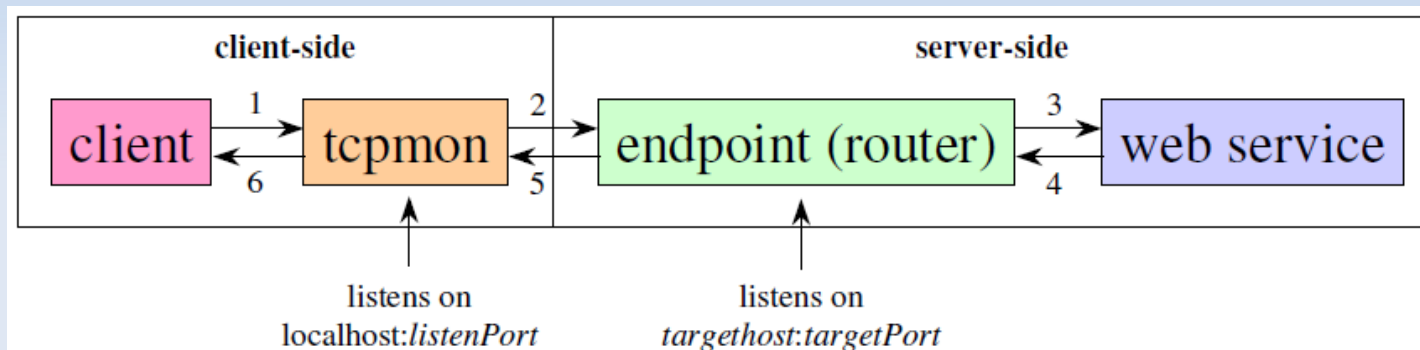 client-side
server-side
client
1
6
tcpmon
2
5
endpoint (router)
3
4
web service
listens on
localhost:listenPort
listens on
targethost:targetPort